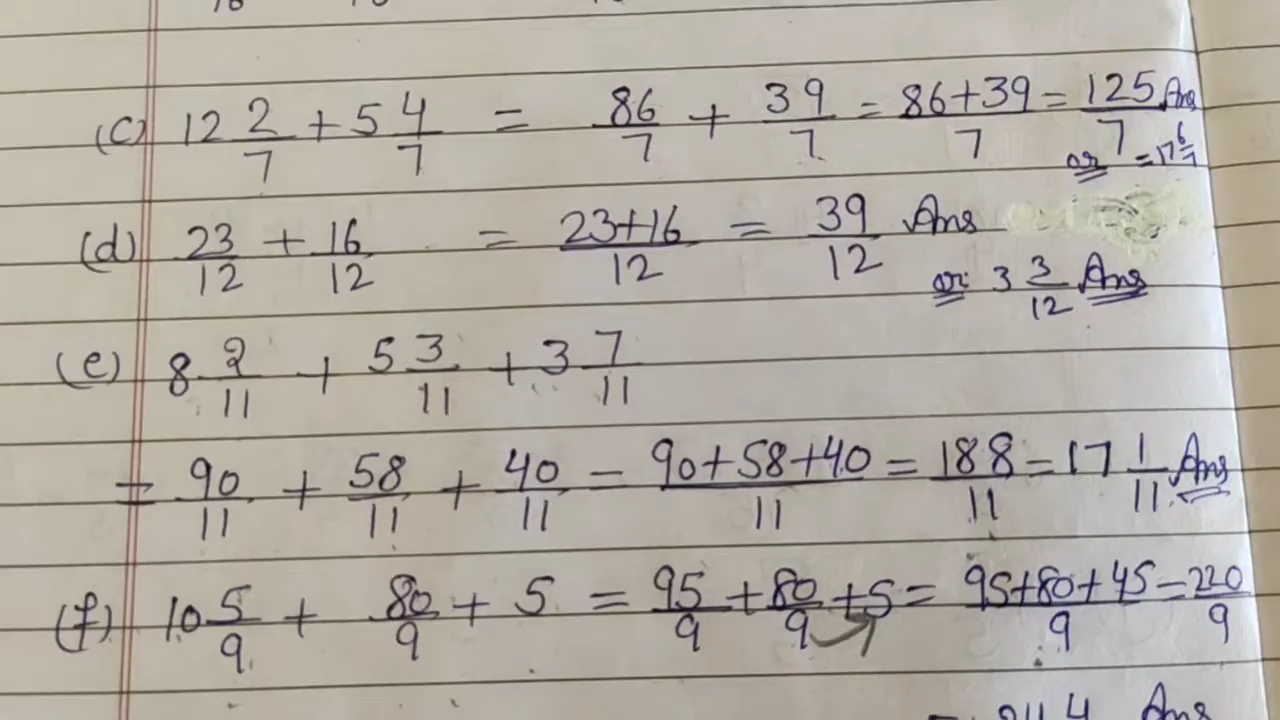 (c) 12 2/7 + 5 4/7 = 86/7 + 39/7 = 86+39/7 = 125/7 Ans
or = 17 6/7
(d) 23/12 + 16/12 = 23+16/12 = 39/12 Ans
or 3 3/12 Ans
(e) 8 2/11 + 5 3/11 + 3 7/11
= 90/11 + 58/11 + 40/11 = 90+58+40/11 = 188/11 = 17 1/11 Ans
(f) 10 5/9 + 80/9 + 5 = 95/9 + 80/9 + 5 = 95+80+45/9 = 220/9
Ans